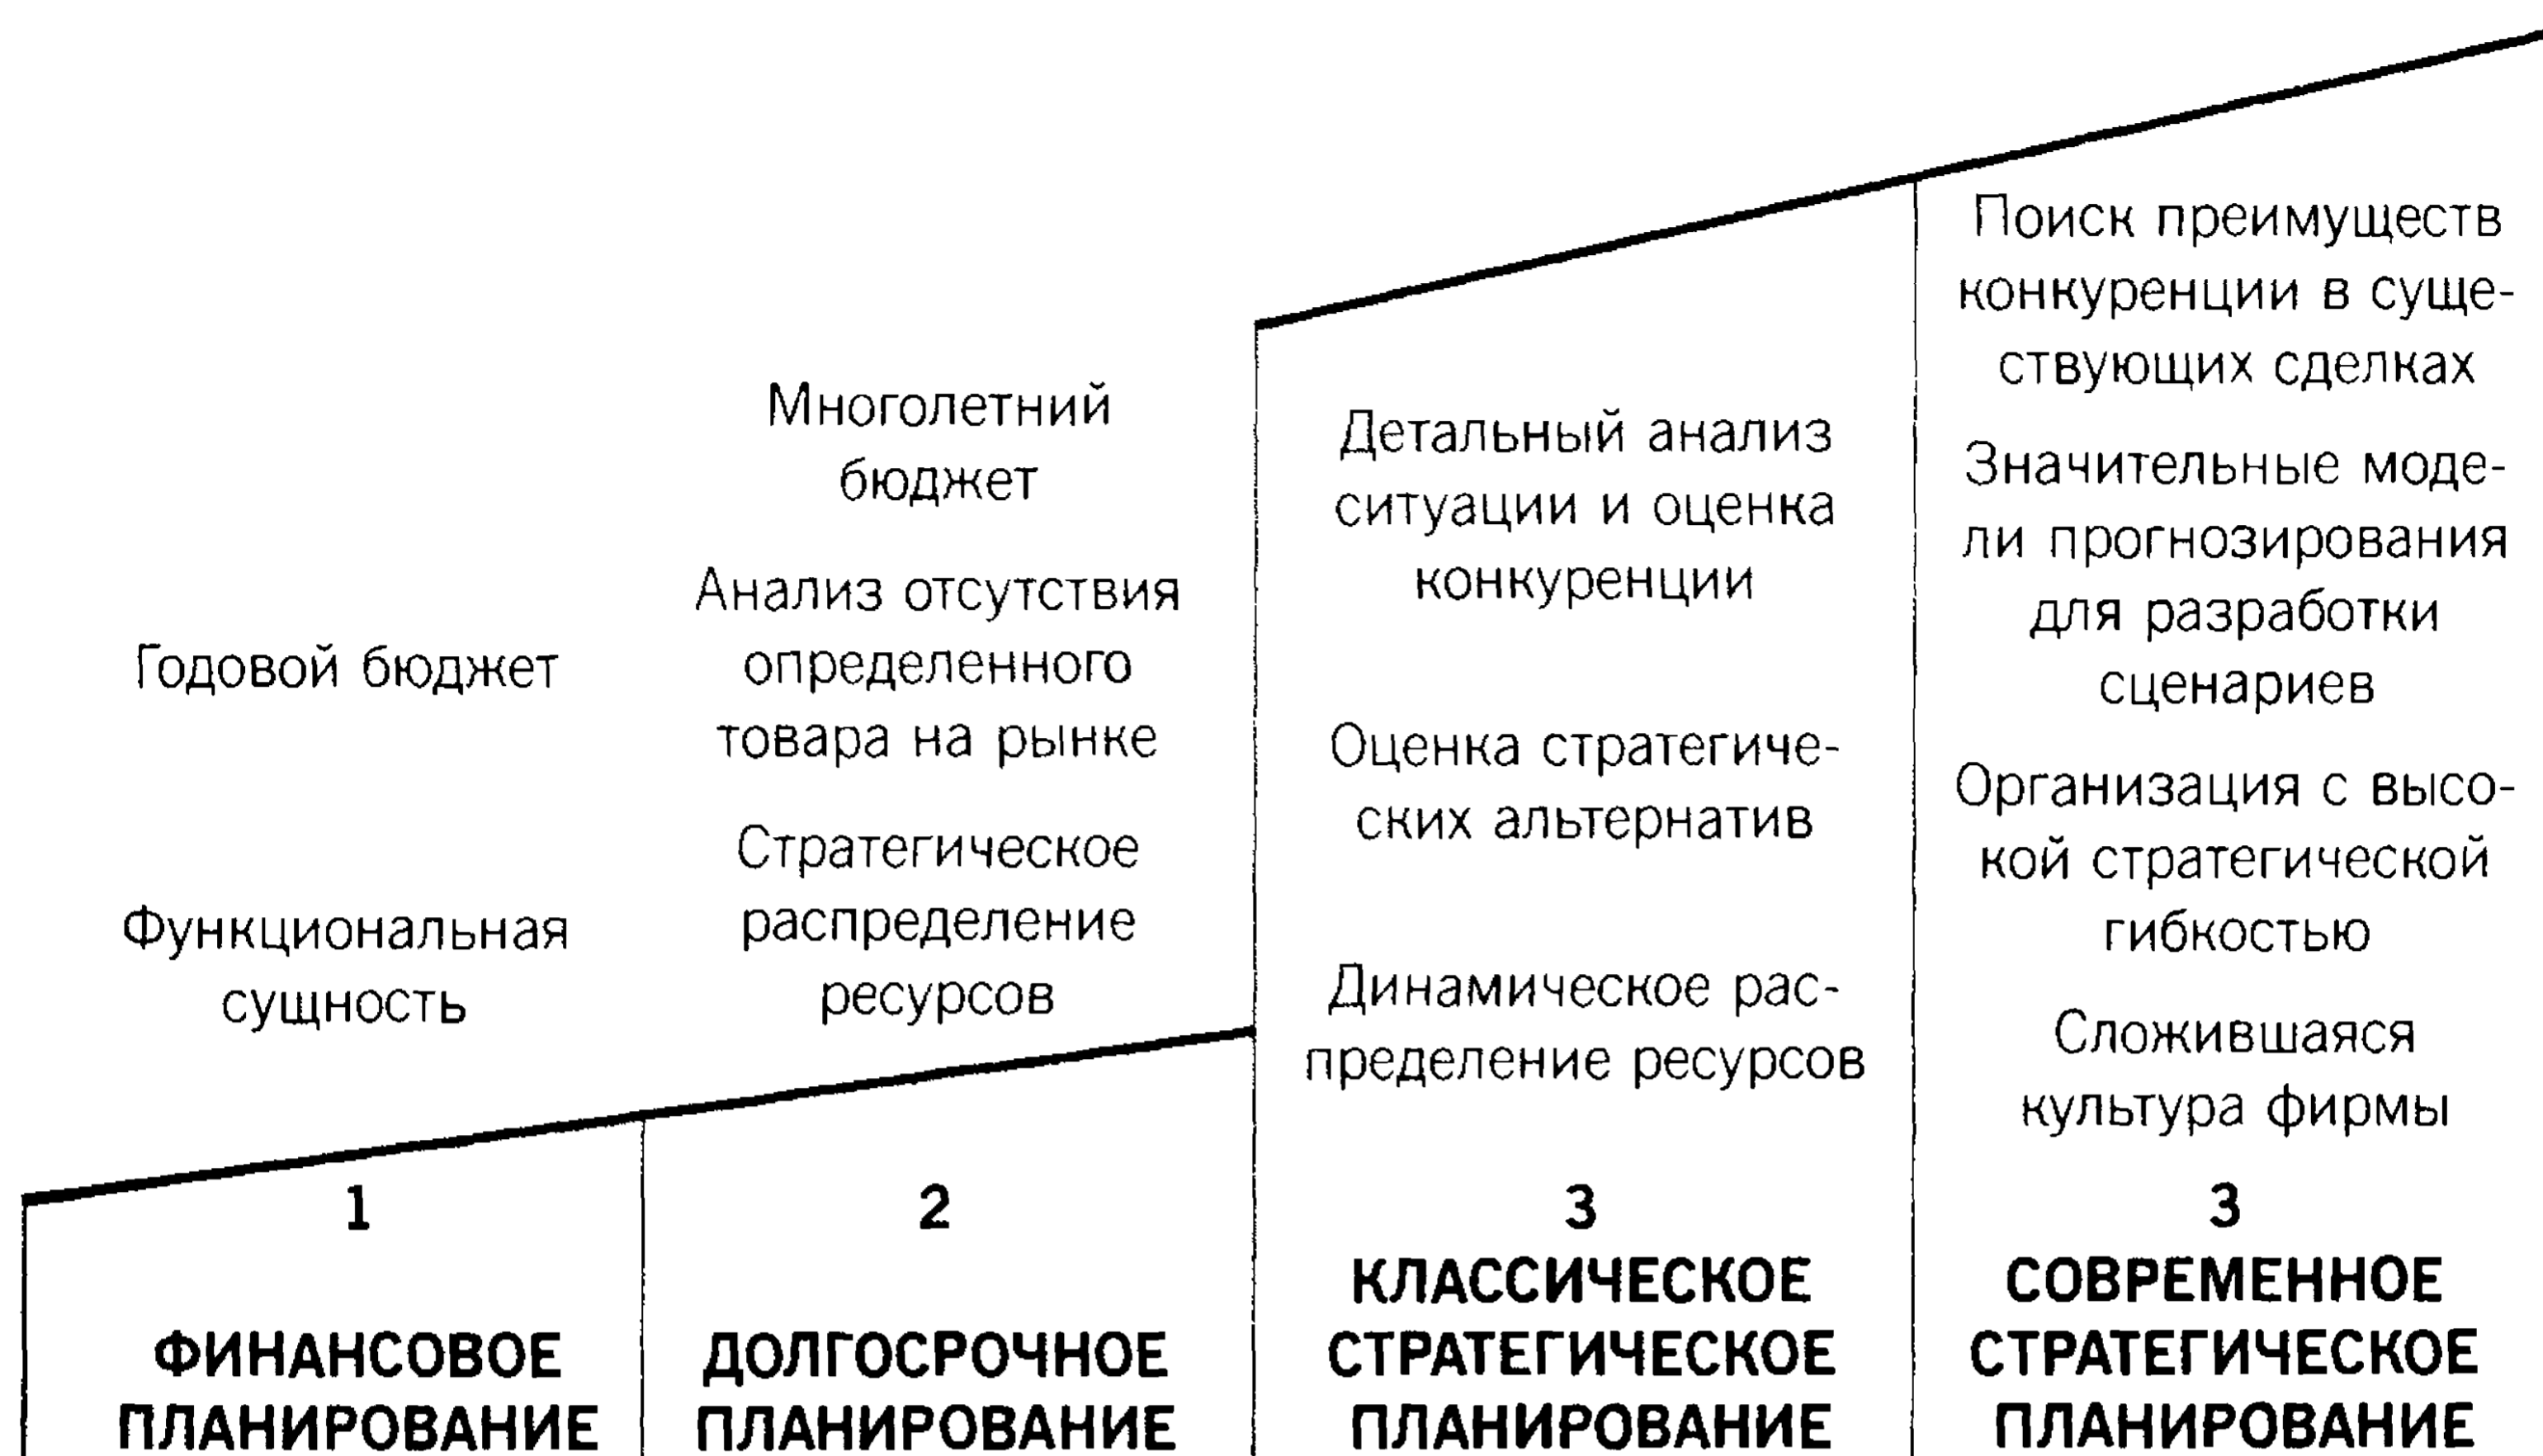 Годовой бюджет
Функциональная
сущность
1
ФИНАНСОВОЕ
ПЛАНИРОВАНИЕ
Многолетний
бюджет
Анализ отсутствия
определенного
товара на рынке
Стратегическое
распределение
ресурсов
2
ДОЛГОСРОЧНОЕ
ПЛАНИРОВАНИЕ
Детальный анализ
ситуации и оценка
конкуренции
Оценка стратегиче-
ских альтернатив
Динамическое рас-
пределение ресурсов
3
КЛАССИЧЕСКОЕ
СТРАТЕГИЧЕСКОЕ
ПЛАНИРОВАНИЕ
Поиск преимуществ
конкуренции в суще-
ствующих сделках
Значительные моде-
ли прогнозирования
для разработки
сценариев
Организация с высо-
кой стратегической
гибкостью
Сложившаяся
культура фирмы
3
СОВРЕМЕННОЕ
СТРАТЕГИЧЕСКОЕ
ПЛАНИРОВАНИЕ